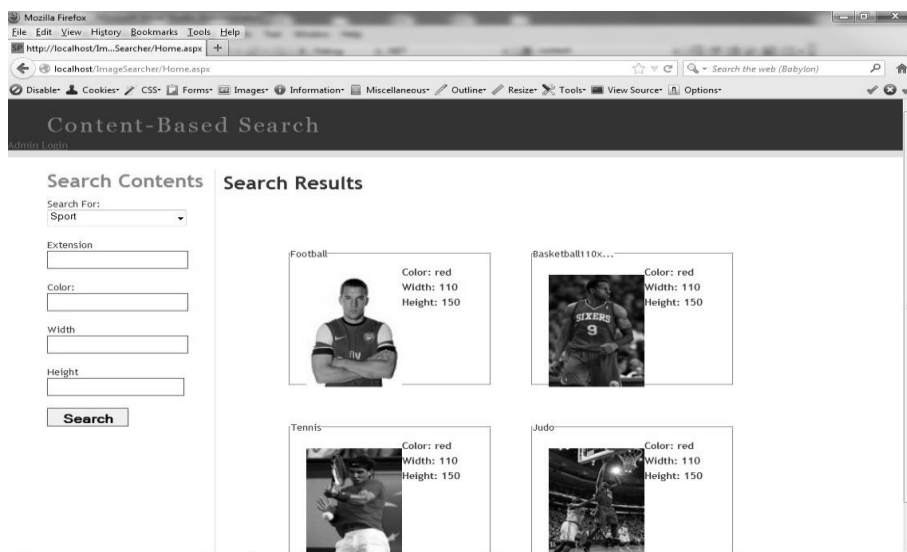 Mozilla Firefox
File Edit View History Bookmarks Tools Help
http://localhost/Im...Searcher/Home.aspx +
localhost/ImageSearcher/Home.aspx
Search the web (Babylon)
Disable Cookies CSS Forms Images Information Miscellaneous Outline Resize Tools View Source Options
Content-Based Search
Admin Login
Search Contents
Search For:
Sport
Extension
Color:
Width
Height
Search
Search Results
Football
Color: red
Width: 110
Height: 150
Basketball110x...
SIXERS
9
Color: red
Width: 110
Height: 150
Tennis
Color: red
Width: 110
Height: 150
Judo
Color: red
Width: 110
Height: 150